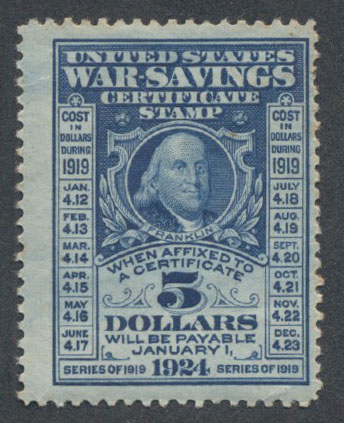 UNITED STATES
WAR-SAVINGS
CERTIFICATE
STAMP
COST
IN
DOLLARS
DURING
1919
JAN.
4.12
FEB.
4.13
MAR.
4.14
APR.
4.15
MAY
4.16
JUNE
4.17
COST
IN
DOLLARS
DURING
1919
JULY
4.18
AUG.
4.19
SEPT.
4.20
OCT.
4.21
NOV.
4.22
DEC.
4.23
FRANKLIN
WHEN AFFIXED TO
A CERTIFICATE
5
DOLLARS
WILL BE PAYABLE
JANUARY 1,
SERIES OF 1919 1924 SERIES OF 1919